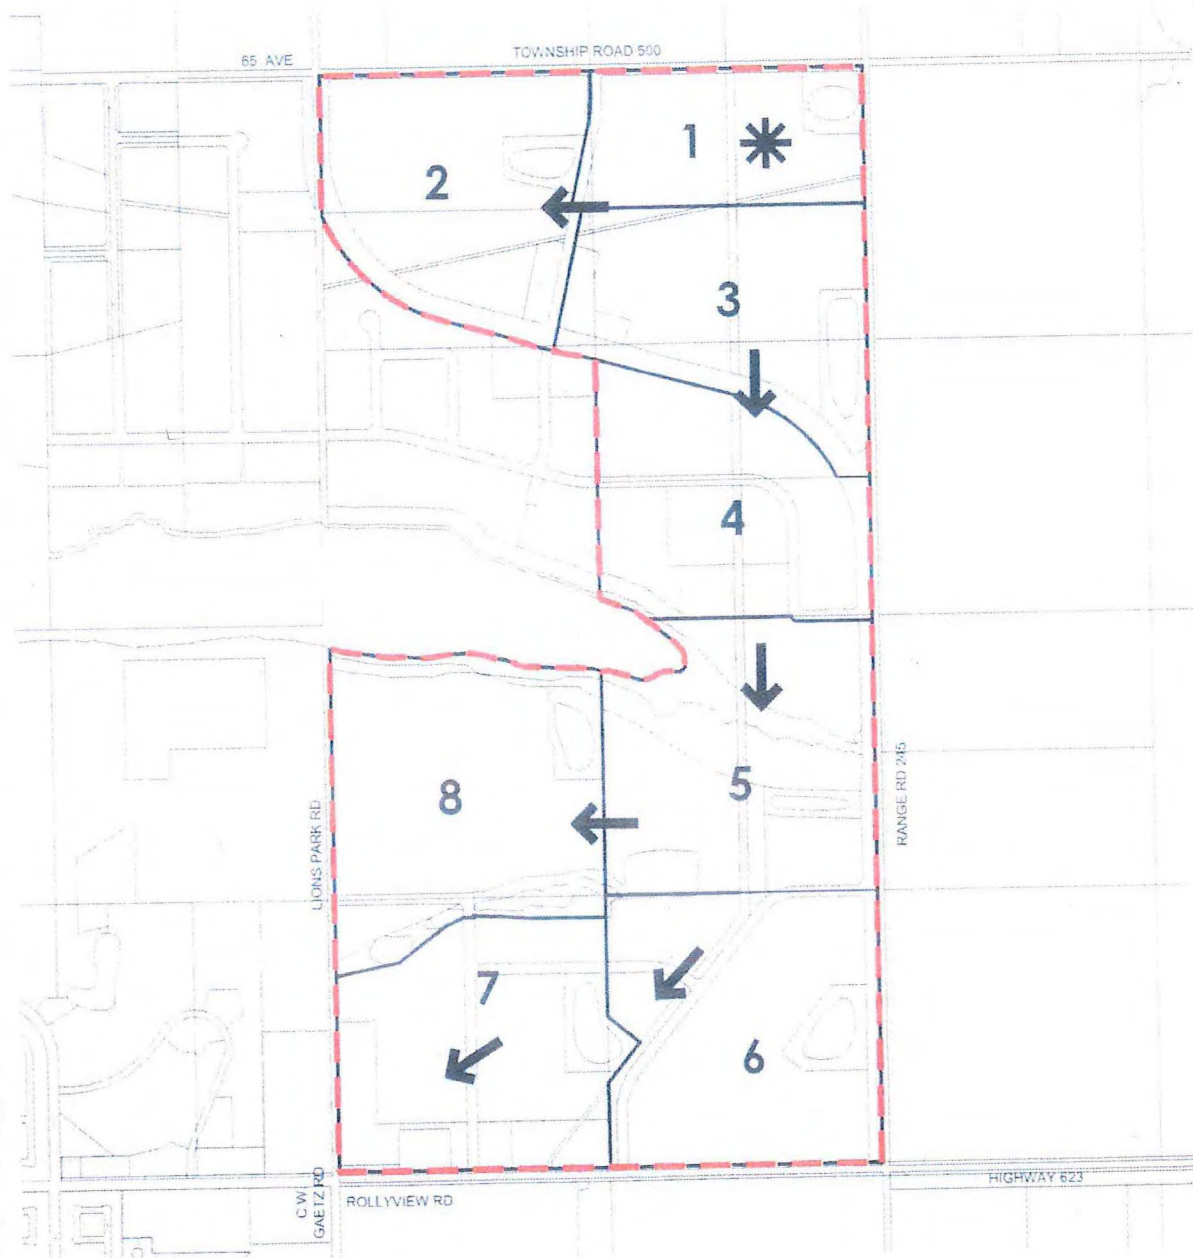 65 AVE
TOWNSHIP ROAD 500
1
2
3
4
5
8
7
6
LIONS PARK RD
RANGE RD 245
C W
GAETZ RD
ROLLYVIEW RD
HIGHWAY 623